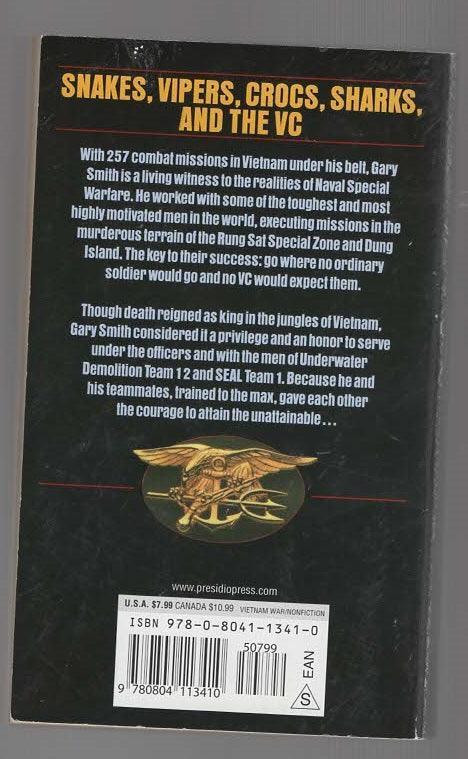 SNAKES, VIPERS, CROCS, SHARKS,
AND THE VC
With 257 combat missions in Vietnam under his belt, Gary
Smith is a living witness to the realities of Naval Special
Warfare. He worked with some of the toughest and most
highly motivated men in the world, executing missions in the
murderous terrain of the Rung Sat Special Zone and Dung
Island. The key to their success: go where no ordinary
soldier would go and no VC would expect them.
Though death reigned as king in the jungles of Vietnam,
Gary Smith considered it a privilege and an honor to serve
under the officers and with the men of Underwater
Demolition Team 12 and SEAL Team 1. Because he and
his teammates, trained to the max, gave each other
the courage to attain the unattainable...
www.presidiopress.com
U.S.A. $7.99 CANADA $10.99 VIETNAM WAR/NONFICTION
ISBN 978-0-8041-1341-0
50799
9 780804 113410
S EAN